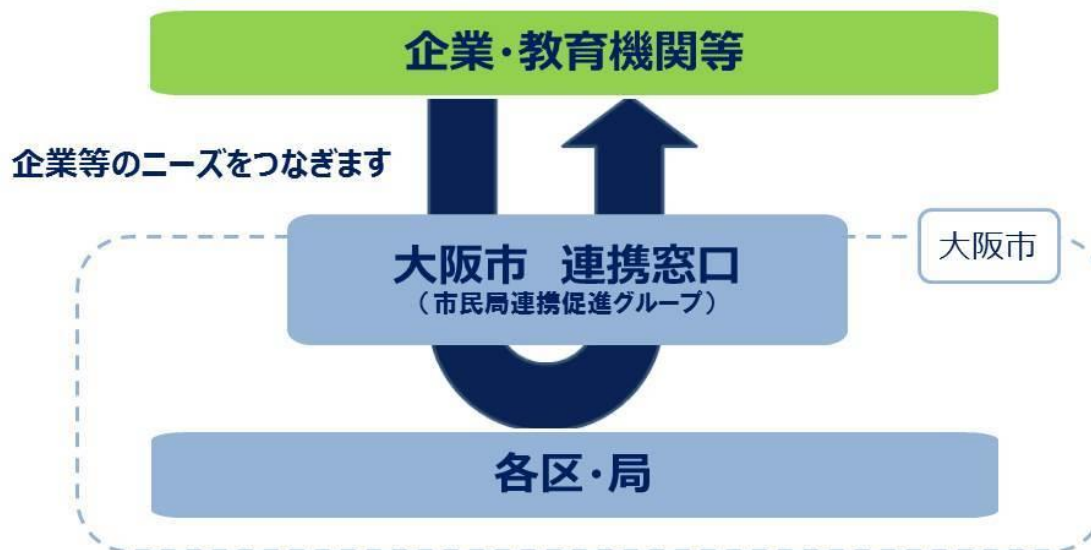 企業・教育機関等
企業等のニーズをつなぎます
大阪市
大阪市　連携窓口
（市民局連携促進グループ）
各区・局